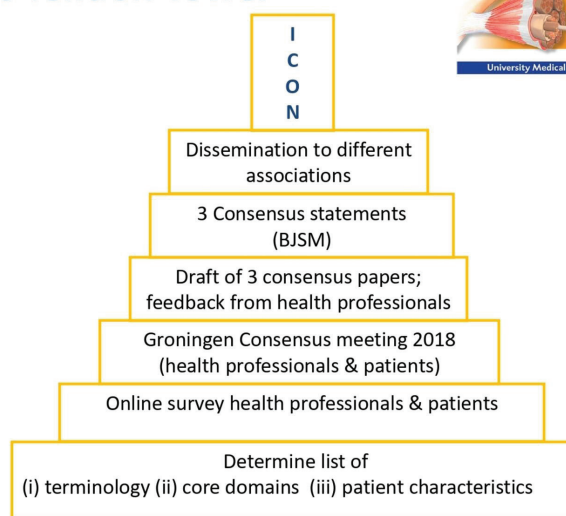 I
C
O
N
University Medical
Dissemination to different
associations
3 Consensus statements
(BJSM)
Draft of 3 consensus papers;
feedback from health professionals
Groningen Consensus meeting 2018
(health professionals & patients)
Online survey health professionals & patients
Determine list of
(i) terminology (ii) core domains (iii) patient characteristics